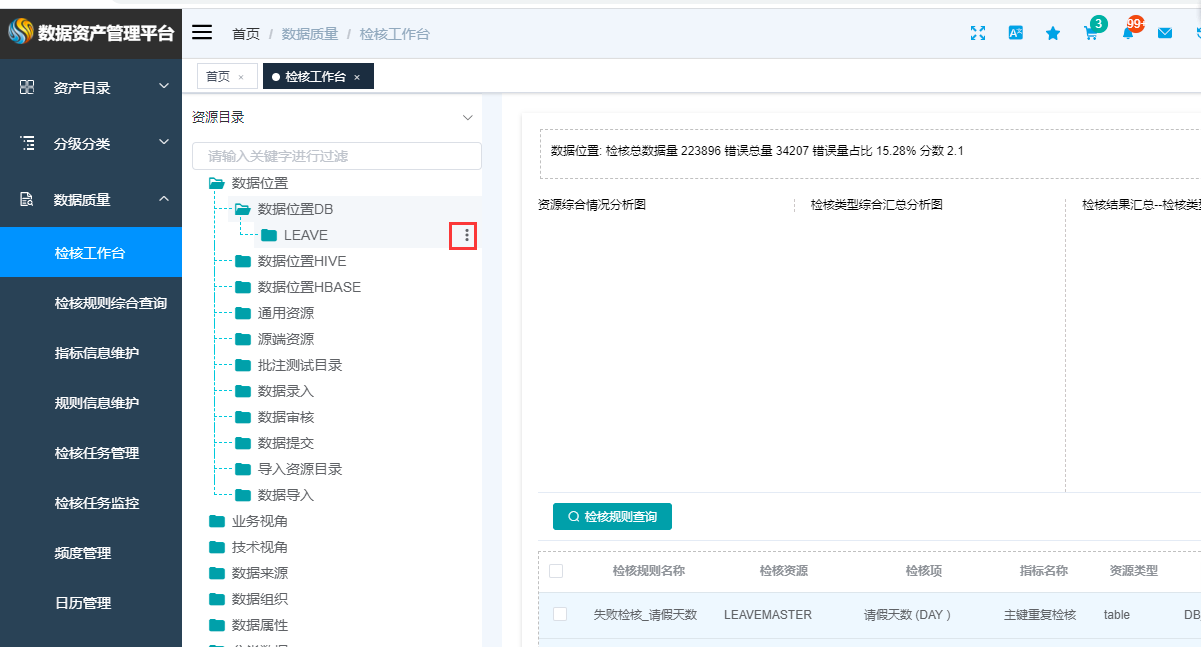 数据资产管理平台
首页 / 数据质量 / 检核工作台
3
99+
首页 ×
检核工作台 ×
资产目录
分级分类
数据质量
检核工作台
检核规则综合查询
指标信息维护
规则信息维护
检核任务管理
检核任务监控
频度管理
日历管理
资源目录
请输入关键字进行过滤
数据位置
数据位置DB
LEAVE
数据位置HIVE
数据位置HBASE
通用资源
源端资源
批注测试目录
数据录入
数据审核
数据提交
导入资源目录
数据导入
业务视角
技术视角
数据来源
数据组织
数据属性
数据位置: 检核总数据量 223896 错误总量 34207 错误量占比 15.28% 分数 2.1
资源综合情况分析图
检核类型综合汇总分析图
检核结果汇总--检核类
检核规则查询
检核规则名称 检核资源 检核项 指标名称 资源类型
失败检核_请假天数 LEAVEMASTER 请假天数 (DAY ) 主键重复检核 table DB